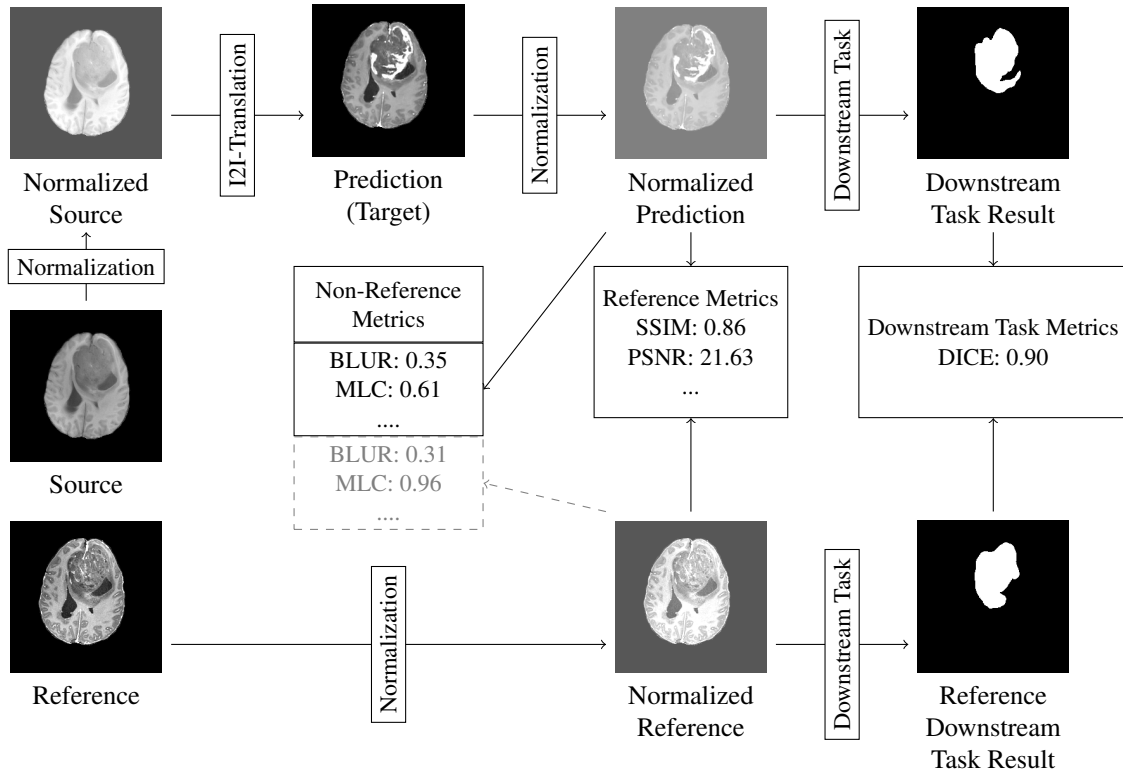 I2I-Translation
Normalization
Downstream Task
Normalized
Source
Prediction
(Target)
Normalized
Prediction
Downstream
Task Result
Normalization
Non-Reference
Metrics
BLUR: 0.35
MLC: 0.61
....
Reference Metrics
SSIM: 0.86
PSNR: 21.63
...
Downstream Task Metrics
DICE: 0.90
BLUR: 0.31
MLC: 0.96
....
Source
Normalization
Downstream Task
Reference
Normalized
Reference
Reference
Downstream
Task Result